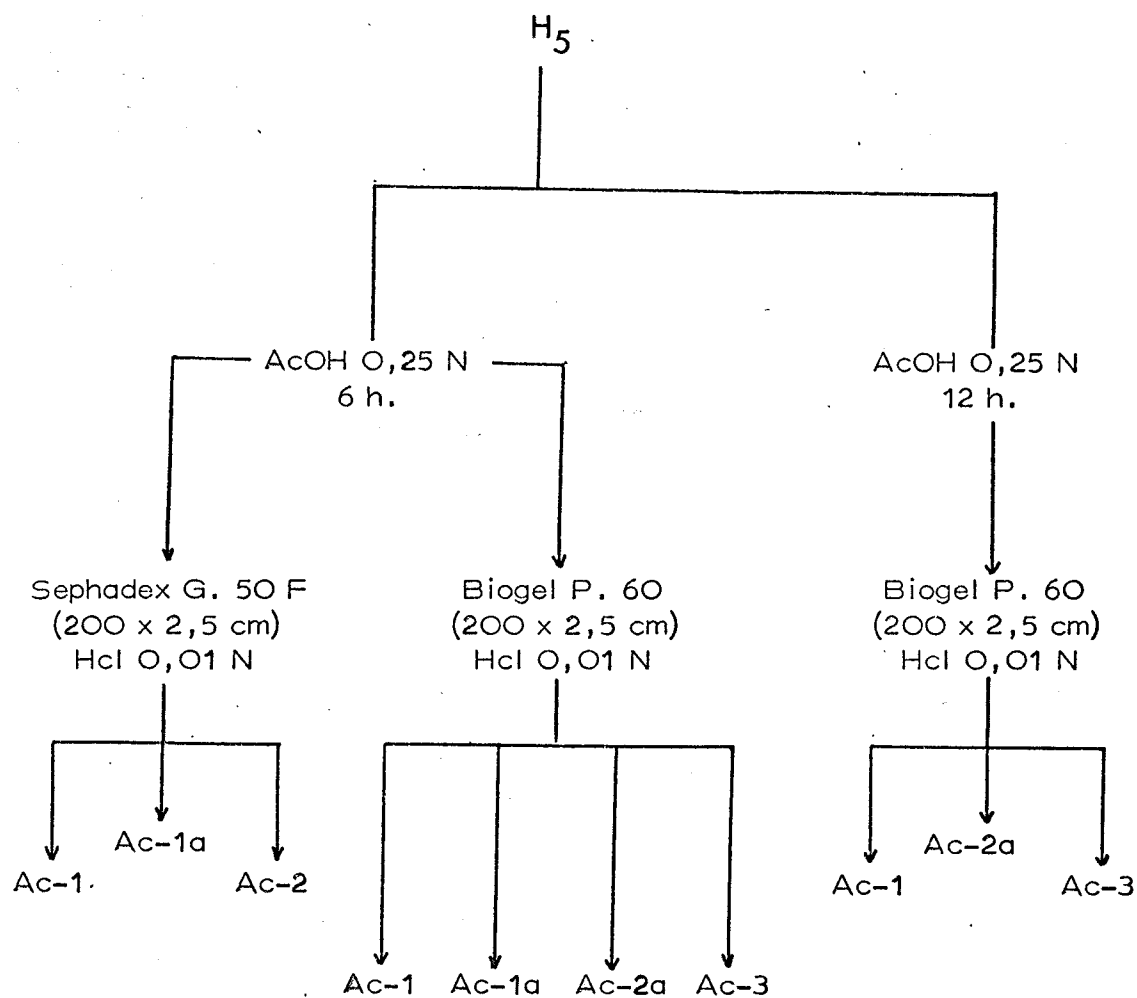 H5
AcOH 0,25 N
6 h.
AcOH 0,25 N
12 h.
Sephadex G. 50 F
(200 x 2,5 cm)
Hcl 0,01 N
Biogel P. 60
(200 x 2,5 cm)
Hcl 0,01 N
Biogel P. 60
(200 x 2,5 cm)
Hcl 0,01 N
Ac-1
Ac-1a
Ac-2
Ac-1
Ac-1a
Ac-2a
Ac-3
Ac-1
Ac-2a
Ac-3